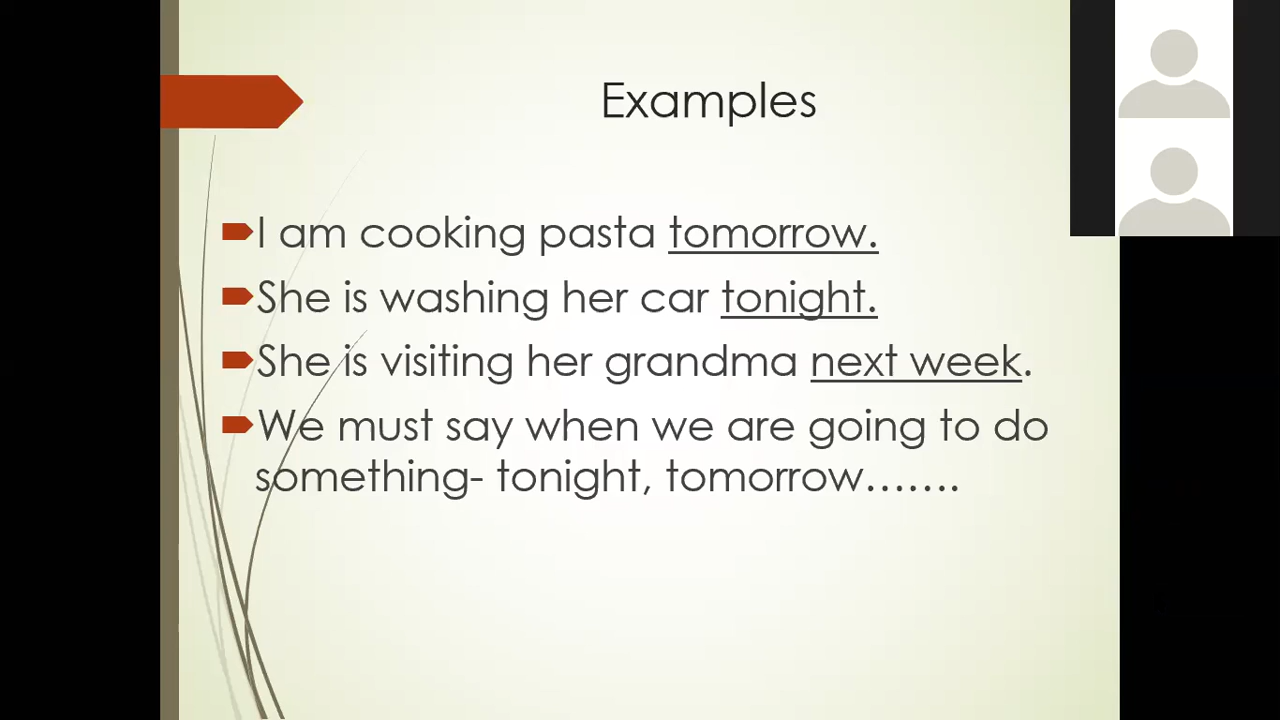 Examples
I am cooking pasta tomorrow.
She is washing her car tonight.
She is visiting her grandma next week.
We must say when we are going to do
something- tonight, tomorrow.......